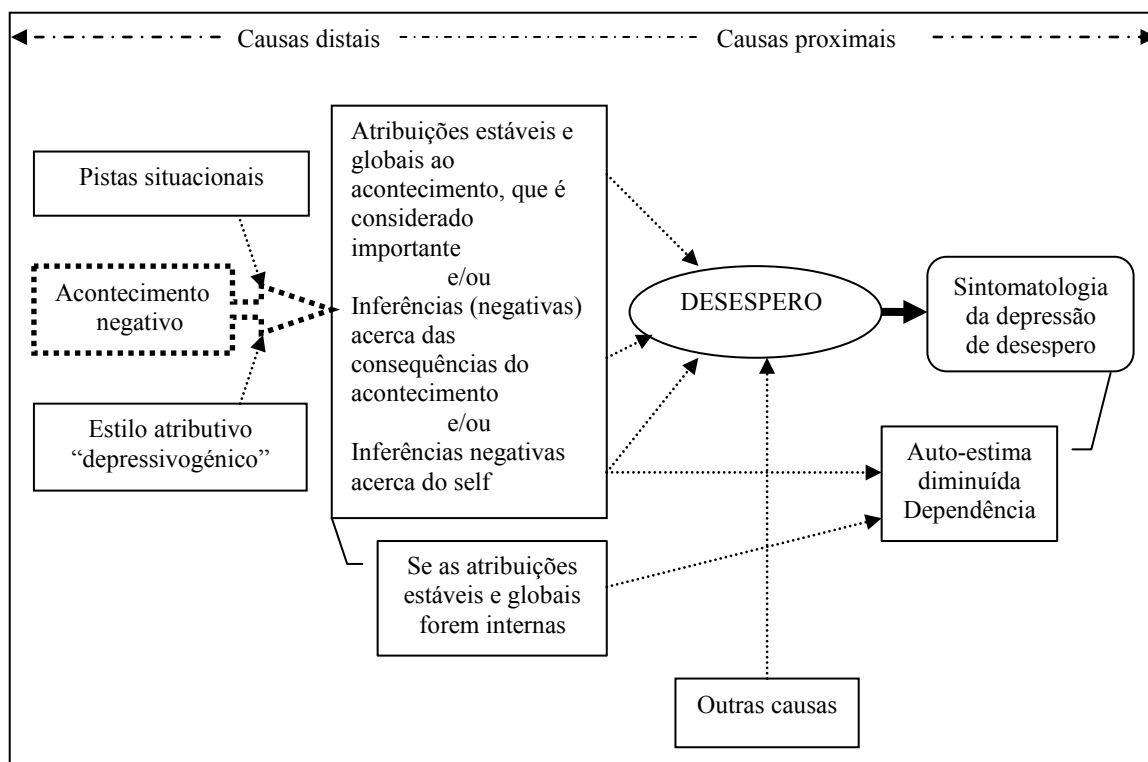 Causas distais
Causas proximais
Pistas situacionais
Acontecimento
negativo
Estilo atributivo
“depressivogénico”
Atribuições estáveis e
globais ao
acontecimento, que é
considerado
importante
e/ou
Inferências (negativas)
acerca das
consequências do
acontecimento
e/ou
Inferências negativas
acerca do self
Se as atribuições
estáveis e globais
forem internas
DESESPERO
Sintomatologia
da depressão
de desespero
Auto-estima
diminuída
Dependência
Outras causas